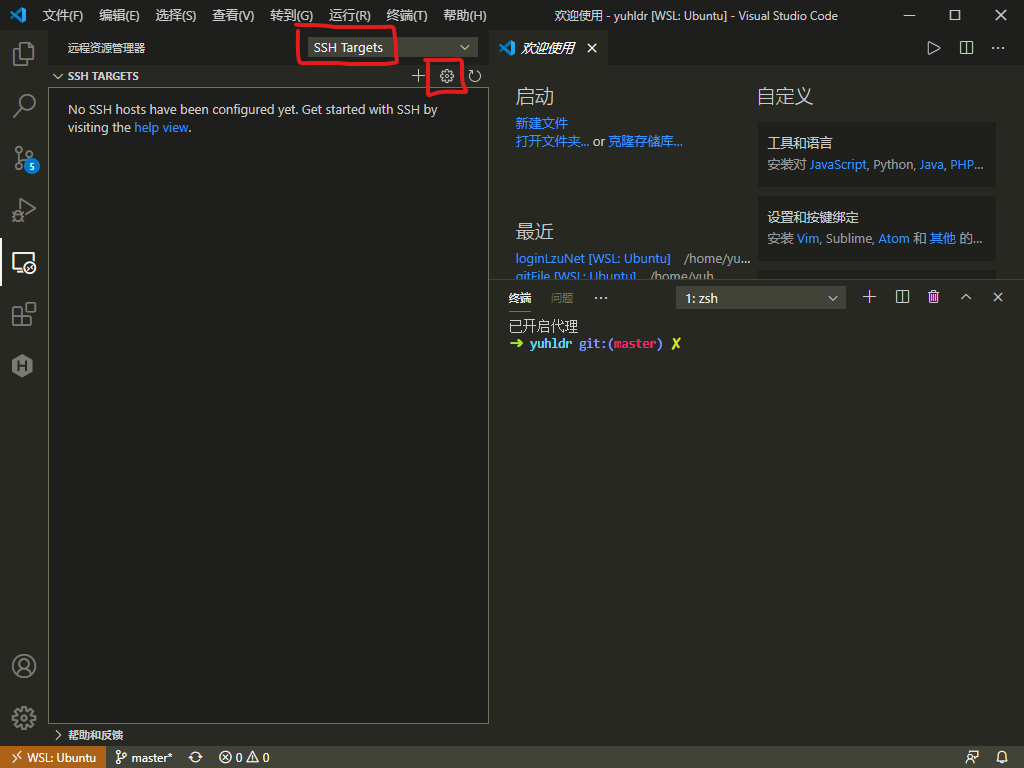 文件(F) 编辑(E) 选择(S) 查看(V) 转到(G) 运行(R) 终端(T) 帮助(H) 欢迎使用 - yuhldr [WSL: Ubuntu] - Visual Studio Code
远程资源管理器 SSH Targets
SSH TARGETS
No SSH hosts have been configured yet. Get started with SSH by
visiting the help view.
5
帮助和反馈
欢迎使用
启动
新建文件
打开文件夹... or 克隆存储库...
最近
loginLzuNet [WSL: Ubuntu] /home/yu...
gitFile [WSL: Ubuntu] /home/yuh...
自定义
工具和语言
安装对 JavaScript, Python, Java, PHP...
设置和按键绑定
安装 Vim, Sublime, Atom 和 其他 的...
终端 问题 ... 1: zsh
已开启代理
➜ yuhldr git:(master) ✗
WSL: Ubuntu master* 0 0